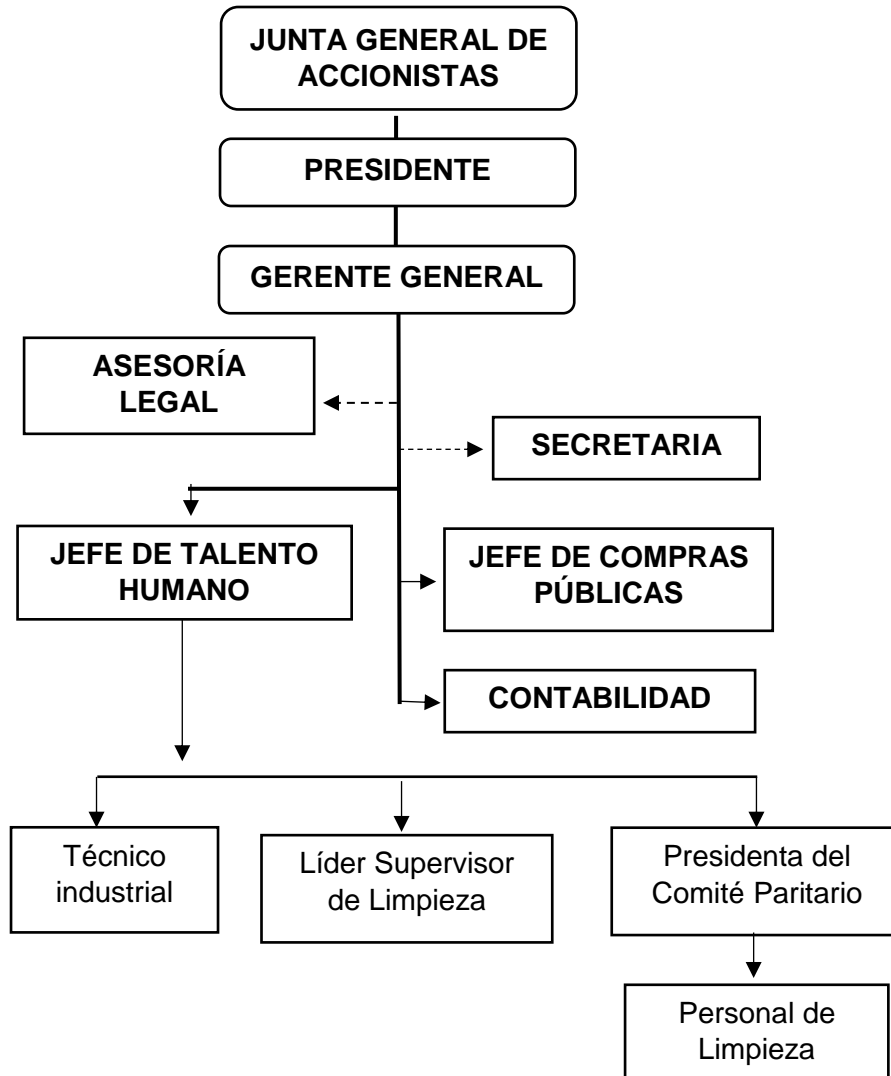 JUNTA GENERAL DE
ACCIONISTAS
PRESIDENTE
GERENTE GENERAL
ASESORÍA
LEGAL
SECRETARIA
JEFE DE TALENTO
HUMANO
JEFE DE COMPRAS
PÚBLICAS
CONTABILIDAD
Técnico
industrial
Líder Supervisor
de Limpieza
Presidenta del
Comité Paritario
Personal de
Limpieza